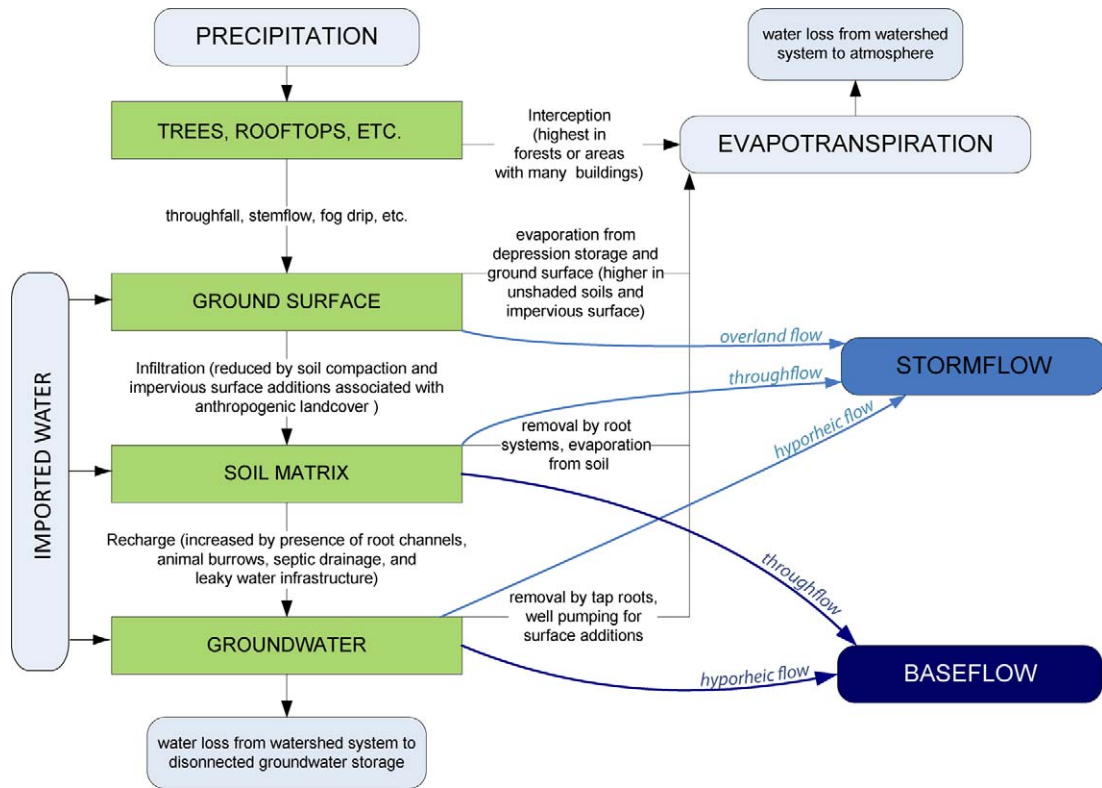 PRECIPITATION
water loss from watershed
system to atmosphere
TREES, ROOFTOPS, ETC.
Interception
(highest in
forests or areas
with many buildings)
EVAPOTRANSPIRATION
throughfall, stemflow, fog drip, etc.
evaporation from
depression storage and
ground surface (higher in
unshaded soils and
impervious surface)
IMPORTED WATER
GROUND SURFACE
overland flow
STORMFLOW
Infiltration (reduced by soil compaction and
impervious surface additions associated with
anthropogenic landcover )
throughflow
hyporheic flow
removal by root
systems, evaporation
from soil
SOIL MATRIX
Recharge (increased by presence of root channels,
animal burrows, septic drainage, and
leaky water infrastructure)
throughflow
removal by tap roots,
well pumping for
surface additions
GROUNDWATER
hyporheic flow
BASEFLOW
water loss from watershed system to
disonnected groundwater storage